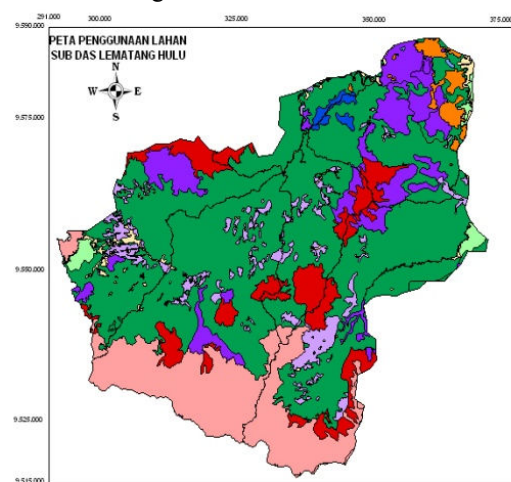 291.000 300.000 325.000 350.000 375.000
9.590.000
PETA PENGGUNAAN LAHAN
SUB DAS LEMATANG HULU
N
W E
S
9.575.000
9.550.000
9.525.000
9.515.000